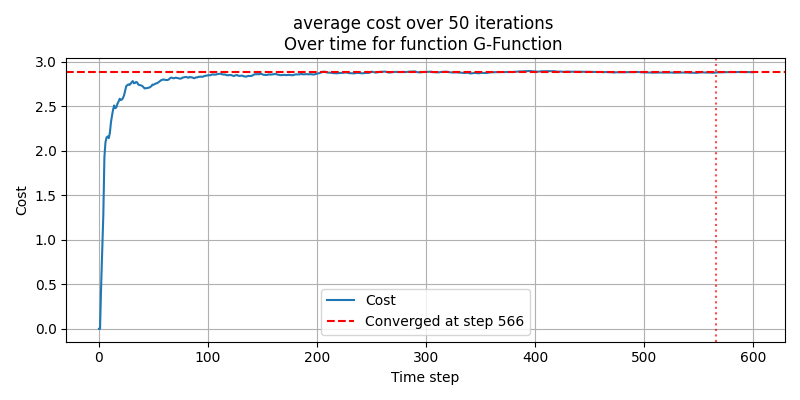 average cost over 50 iterations
Over time for function G-Function
3.0
2.5
2.0
1.5
1.0
0.5
0.0
Cost
Cost
Converged at step 566
0 100 200 300 400 500 600
Time step